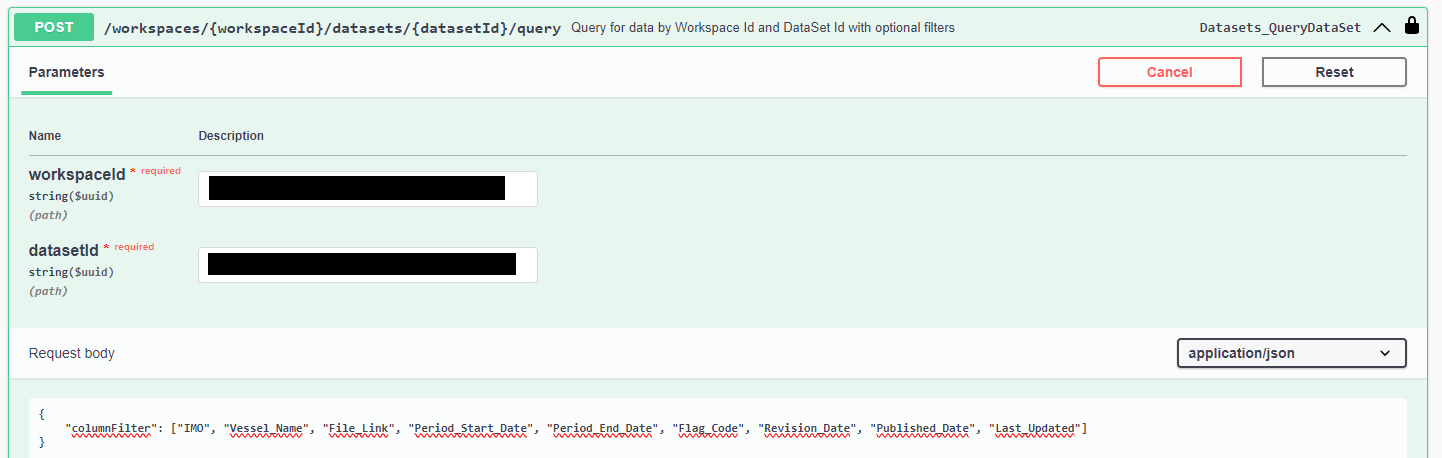 POST /workspaces/{workspaceId}/datasets/{datasetId}/query Query for data by Workspace Id and DataSet Id with optional filters Datasets_QueryDataSet
Parameters Cancel Reset
Name Description
workspaceId * required
string($uuid)
(path)
datasetId * required
string($uuid)
(path)
Request body application/json
{
"columnFilter": ["IMO", "Vessel_Name", "File_Link", "Period_Start_Date", "Period_End_Date", "Flag_Code", "Revision_Date", "Published_Date", "Last_Updated"]
}